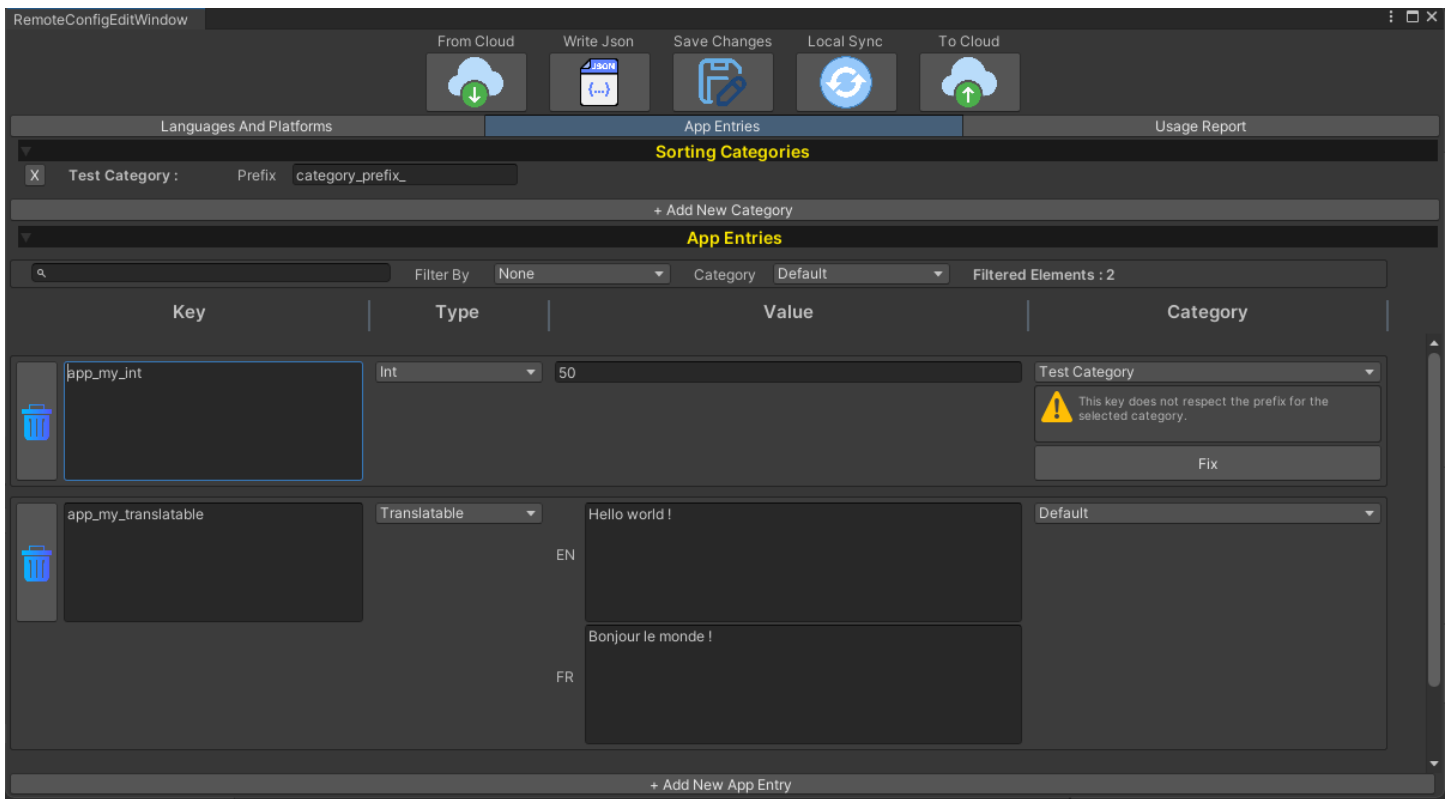 RemoteConfigEditWindow
From Cloud Write Json Save Changes Local Sync To Cloud
JSON
{...}
Languages And Platforms App Entries Usage Report
Sorting Categories
X Test Category : Prefix category_prefix_
+ Add New Category
App Entries
Filter By None Category Default Filtered Elements : 2
Key Type Value Category
app_my_int Int 50 Test Category
This key does not respect the prefix for the
selected category.
Fix
app_my_translatable Translatable Hello world ! Default
EN
Bonjour le monde !
FR
+ Add New App Entry